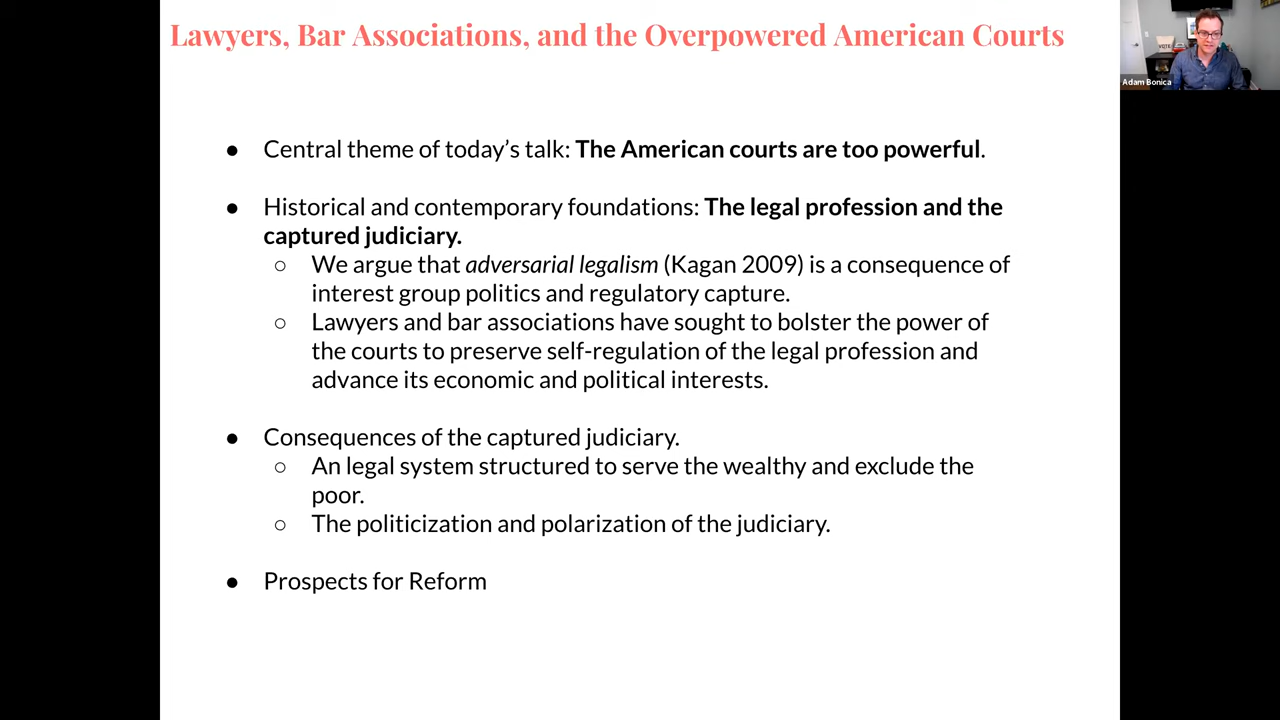 Lawyers, Bar Associations, and the Overpowered American Courts
Adam Bonica
● Central theme of today's talk: The American courts are too powerful.
● Historical and contemporary foundations: The legal profession and the
captured judiciary.
○ We argue that adversarial legalism (Kagan 2009) is a consequence of
interest group politics and regulatory capture.
○ Lawyers and bar associations have sought to bolster the power of
the courts to preserve self-regulation of the legal profession and
advance its economic and political interests.
● Consequences of the captured judiciary.
○ An legal system structured to serve the wealthy and exclude the
poor.
○ The politicization and polarization of the judiciary.
● Prospects for Reform